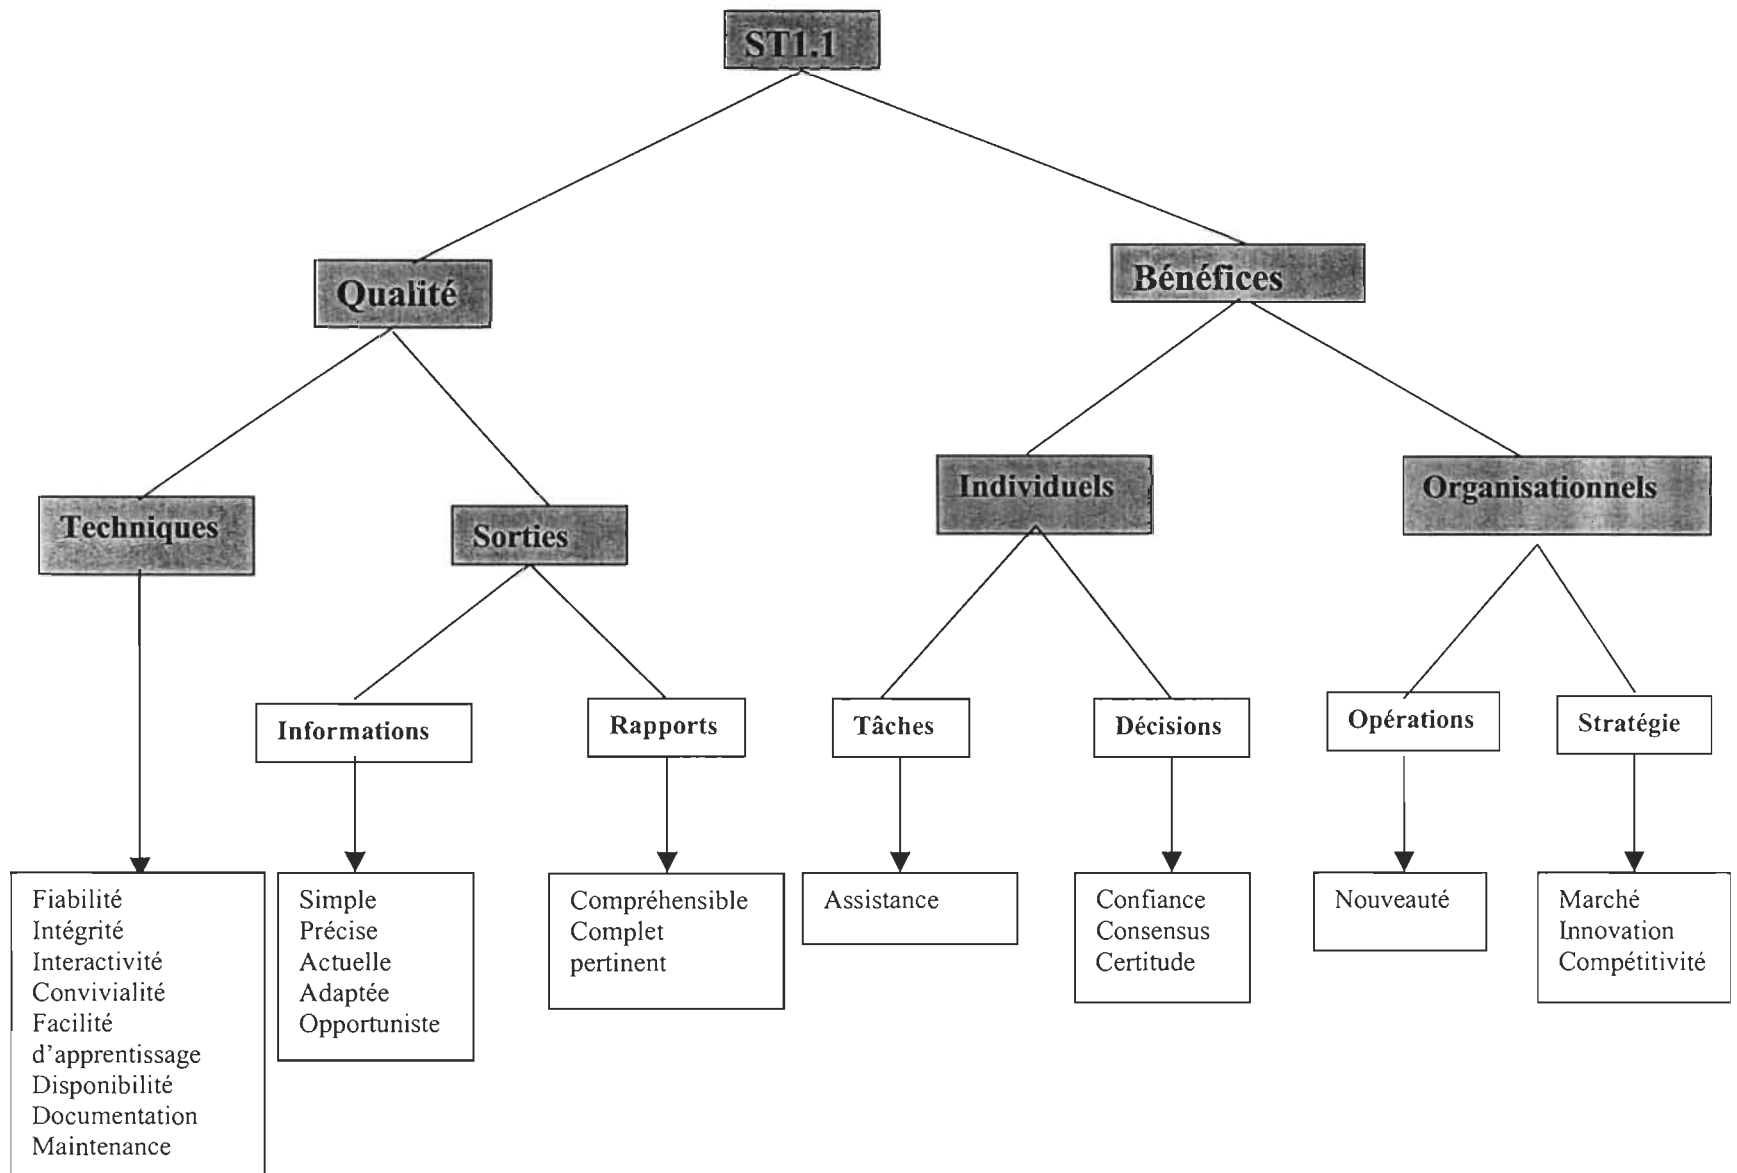 ST1.1
Qualité
Bénéfices
Techniques
Sorties
Individuels
Organisationnels
Informations
Rapports
Tâches
Décisions
Opérations
Stratégie
Fiabilité
Intégrité
Interactivité
Convivialité
Facilité
d'apprentissage
Disponibilité
Documentation
Maintenance
Simple
Précise
Actuelle
Adaptée
Opportuniste
Compréhensible
Complet
pertinent
Assistance
Confiance
Consensus
Certitude
Nouveauté
Marché
Innovation
Compétitivité